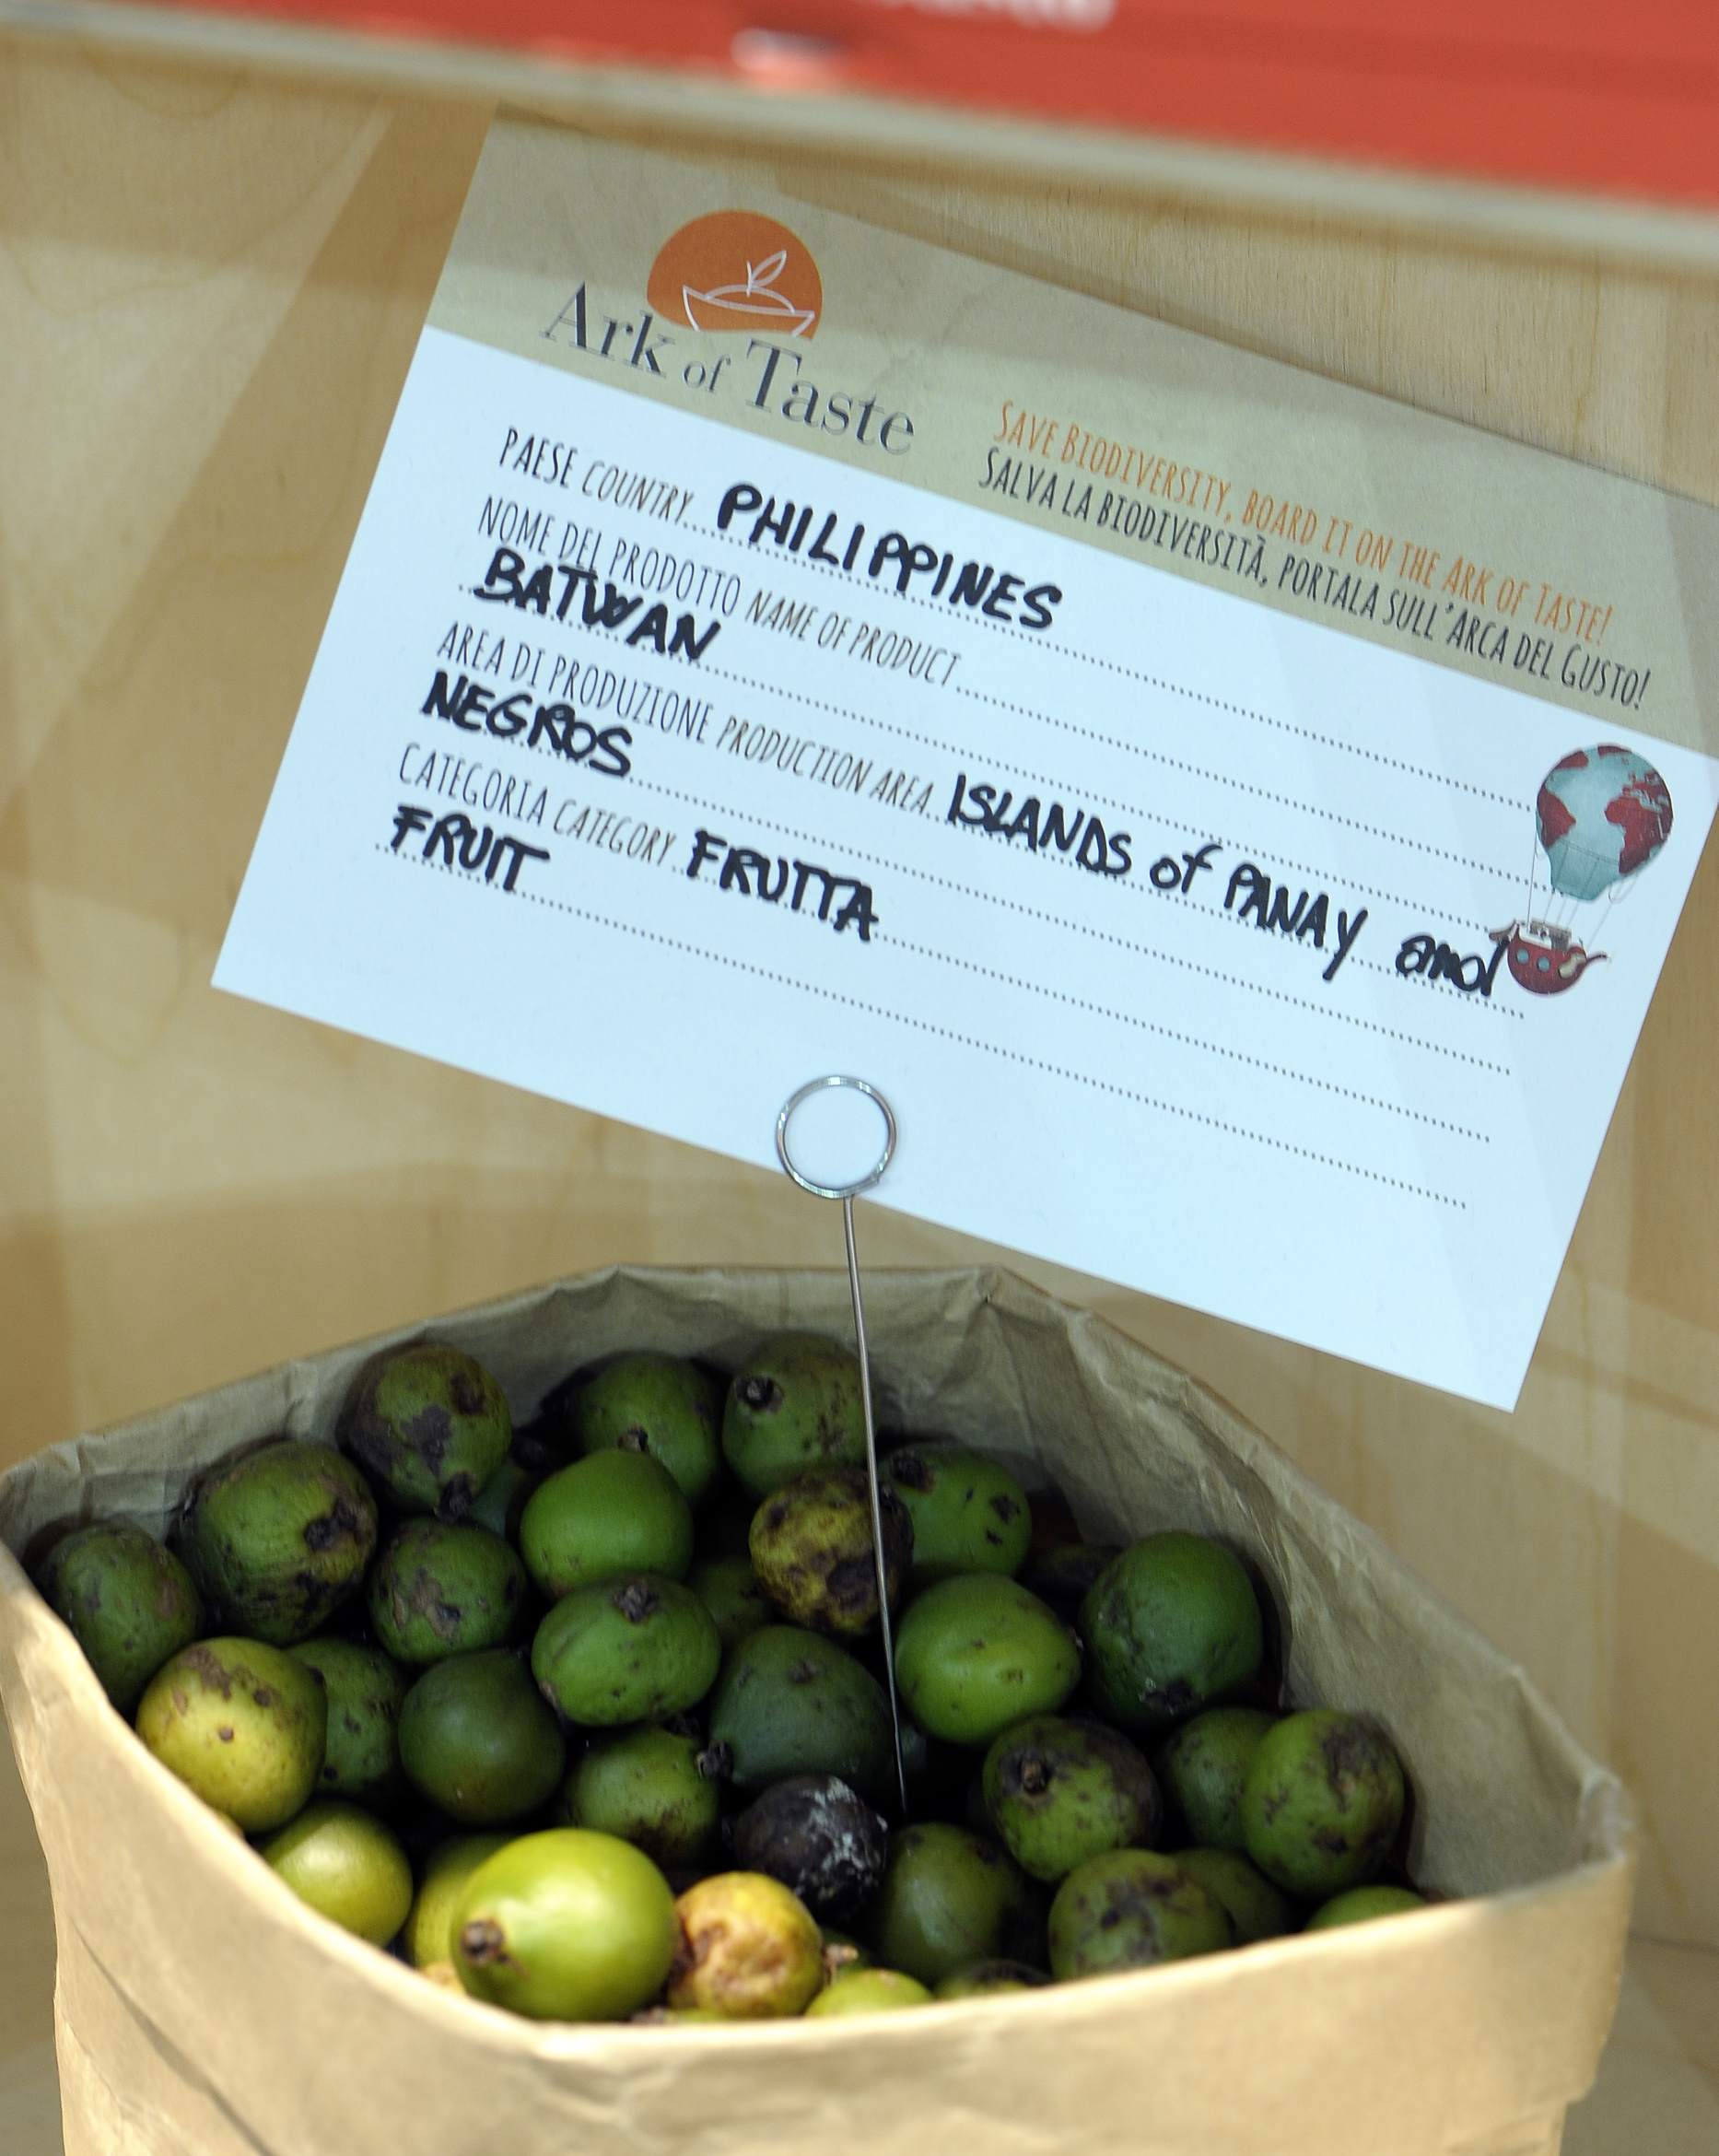 Ark of Taste
SAVE BIODIVERSITY, BOARD IT ON THE ARK OF TASTE!
SALVA LA BIODIVERSITÀ, PORTALA SULL'ARCA DEL GUSTO!
PAESE COUNTRY PHILIPPINES
NOME DEL PRODOTTO NAME OF PRODUCT
BATWAN
AREA DI PRODUZIONE PRODUCTION AREA ISLANDS of PANAY and
NEGROS
CATEGORIA CATEGORY FRUTTA
FRUIT